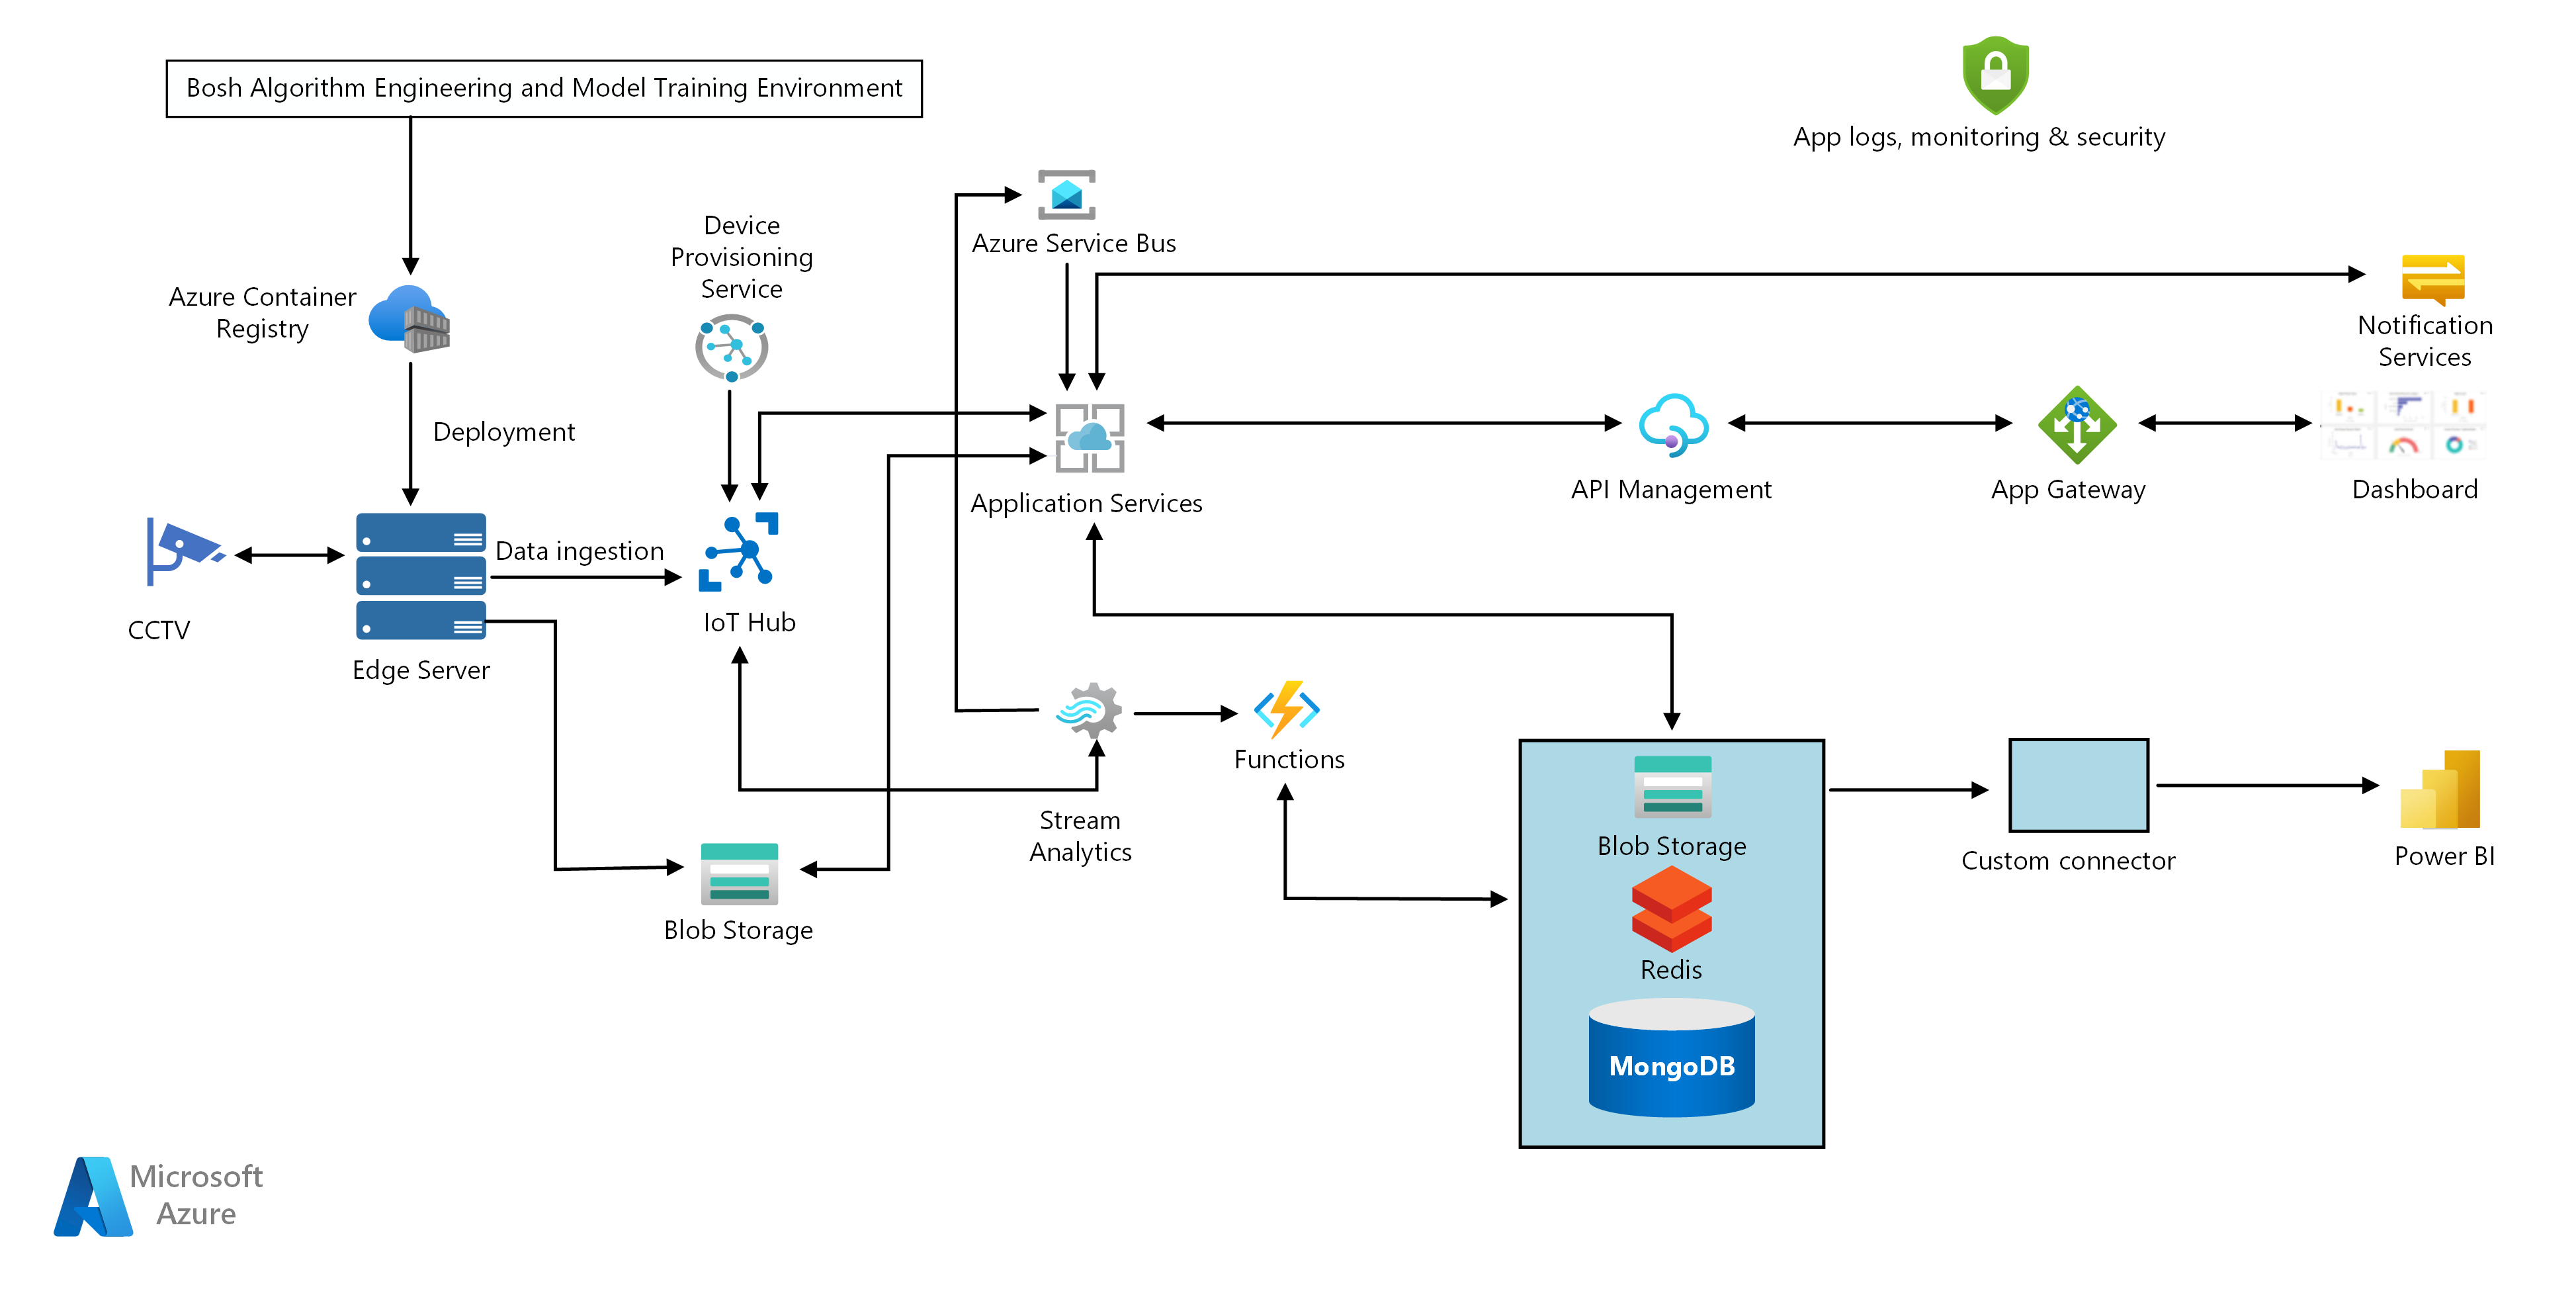 Bosh Algorithm Engineering and Model Training Environment
App logs, monitoring & security
Azure Container
Registry
Device
Provisioning
Service
Azure Service Bus
Notification
Services
Deployment
Application Services
API Management
App Gateway
Dashboard
Data ingestion
CCTV
Edge Server
IoT Hub
Functions
Stream
Analytics
Blob Storage
Blob Storage
Redis
MongoDB
Custom connector
Power BI
Microsoft
Azure